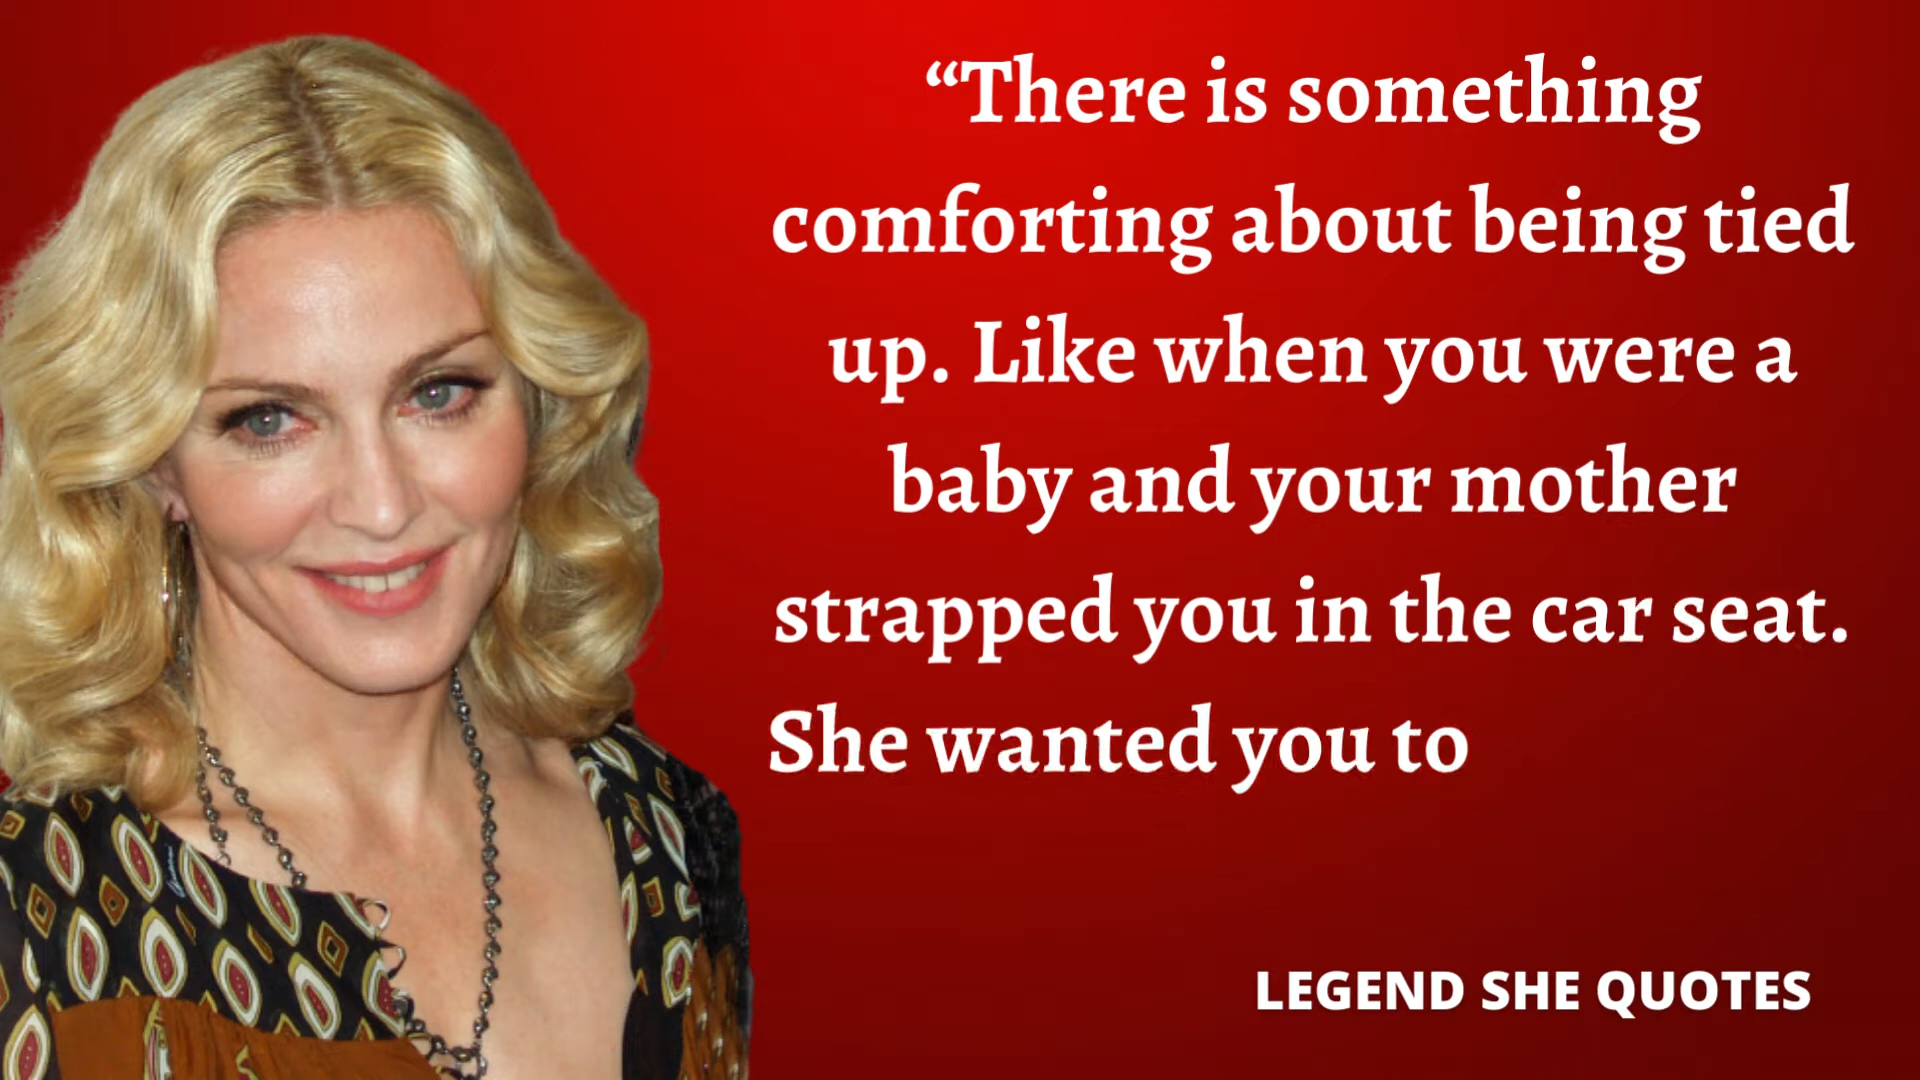 “There is something
comforting about being tied
up. Like when you were a
baby and your mother
strapped you in the car seat.
She wanted you to
LEGEND SHE QUOTES